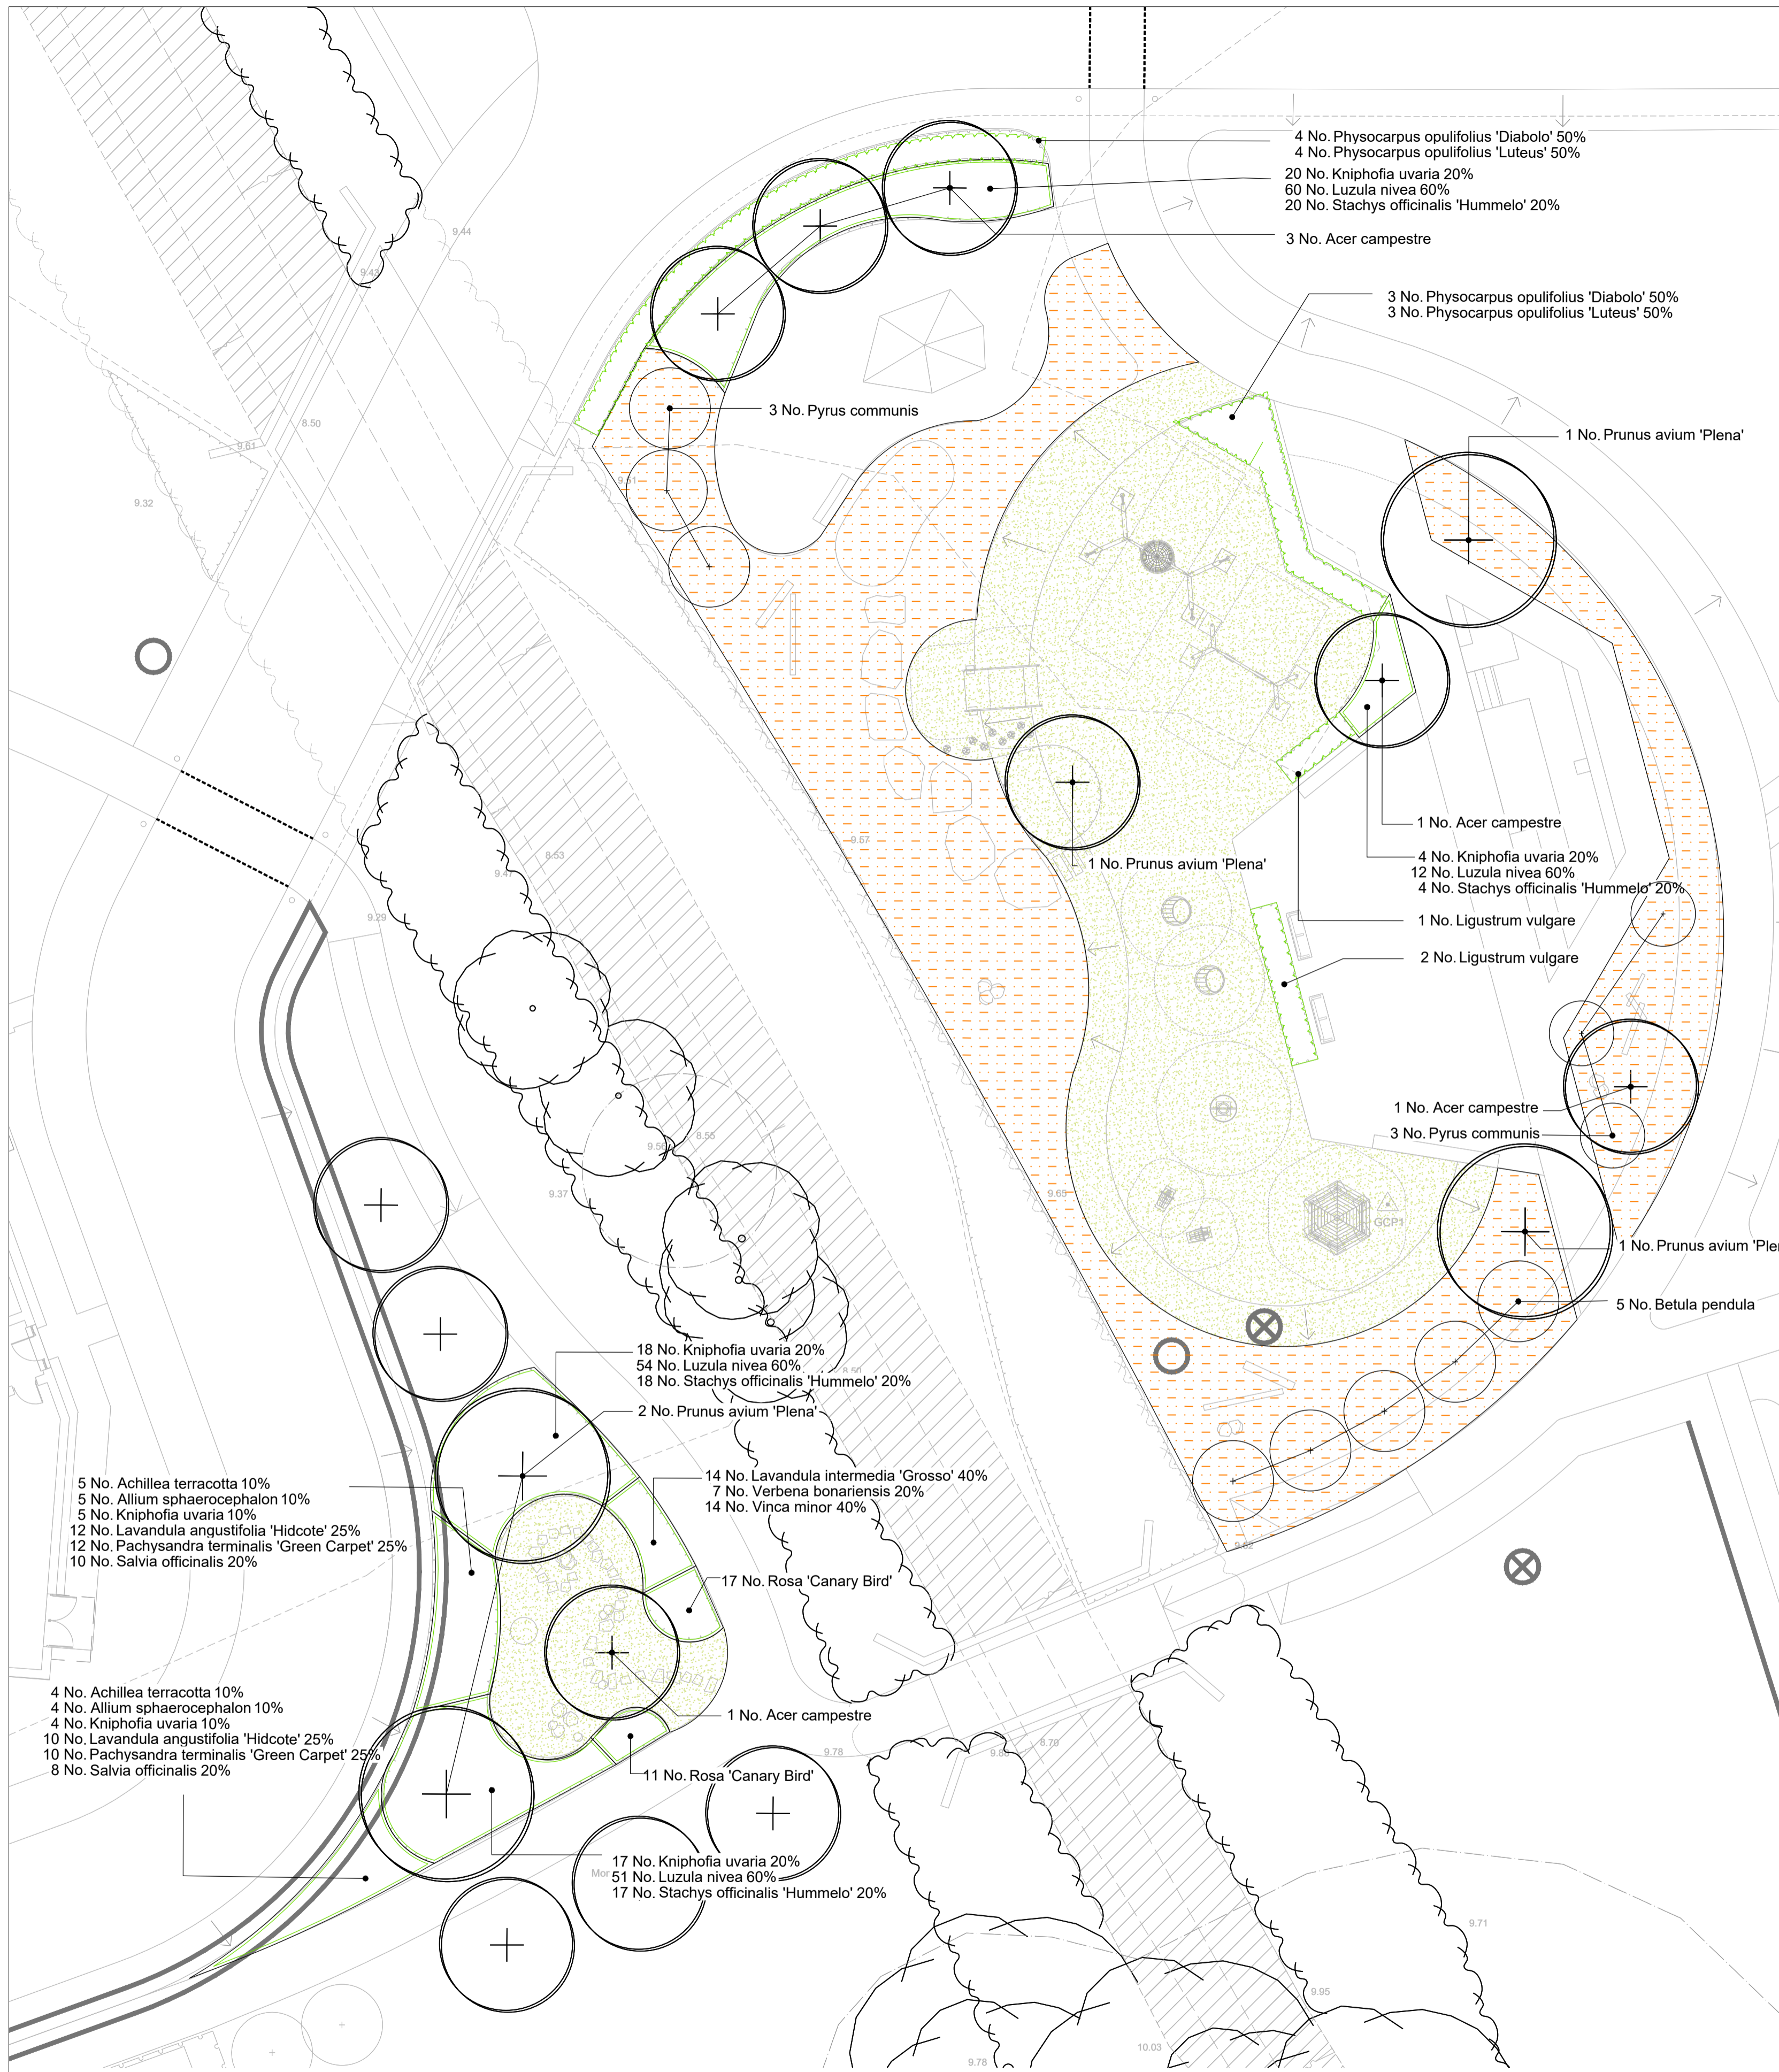 4 No. Physocarpus opulifolius 'Diabolo' 50%
4 No. Physocarpus opulifolius 'Luteus' 50%
20 No. Kniphofia uvaria 20%
60 No. Luzula nivea 60%
20 No. Stachys officinalis 'Hummelo' 20%
3 No. Acer campestre
9.44
9.43
3 No. Physocarpus opulifolius 'Diabolo' 50%
3 No. Physocarpus opulifolius 'Luteus' 50%
3 No. Pyrus communis
8.50
1 No. Prunus avium 'Plena'
9.61
9.51
9.32
1 No. Acer campestre
9.57
8.53
1 No. Prunus avium 'Plena'
4 No. Kniphofia uvaria 20%
12 No. Luzula nivea 60%
4 No. Stachys officinalis 'Hummelo' 20%
9.47
9.29
1 No. Ligustrum vulgare
2 No. Ligustrum vulgare
1 No. Acer campestre
3 No. Pyrus communis
8.55
9.56
9.37
9.65
GCP1
1 No. Prunus avium 'Plen
5 No. Betula pendula
18 No. Kniphofia uvaria 20%
54 No. Luzula nivea 60%
8.50
18 No. Stachys officinalis 'Hummelo' 20%
2 No. Prunus avium 'Plena'
14 No. Lavandula intermedia 'Grosso' 40%
7 No. Verbena bonariensis 20%
14 No. Vinca minor 40%
5 No. Achillea terracotta 10%
5 No. Allium sphaerocephalon 10%
5 No. Kniphofia uvaria 10%
12 No. Lavandula angustifolia 'Hidcote' 25%
12 No. Pachysandra terminalis 'Green Carpet' 25%
10 No. Salvia officinalis 20%
9.62
17 No. Rosa 'Canary Bird'
4 No. Achillea terracotta 10%
4 No. Allium sphaerocephalon 10%
4 No. Kniphofia uvaria 10%
10 No. Lavandula angustifolia 'Hidcote' 25%
10 No. Pachysandra terminalis 'Green Carpet' 25%
8 No. Salvia officinalis 20%
1 No. Acer campestre
9.78
8.70
11 No. Rosa 'Canary Bird'
17 No. Kniphofia uvaria 20%
Mor
51 No. Luzula nivea 60%
17 No. Stachys officinalis 'Hummelo' 20%
9.71
9.95
10.03
9.78